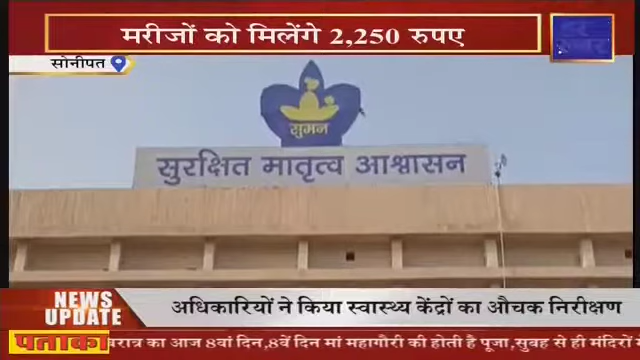 मरीजों को मिलेंगे 2,250 रुपए
सोनीपत
सुमन
सुरक्षित मातृत्व आश्वासन
NEWS UPDATE
अधिकारियों ने किया स्वास्थ्य केंद्रों का औचक निरीक्षण
पताका
का आज 8वां दिन,8वें दिन मां महागौरी की होती है पूजा,सुबह से ही मंदिरों